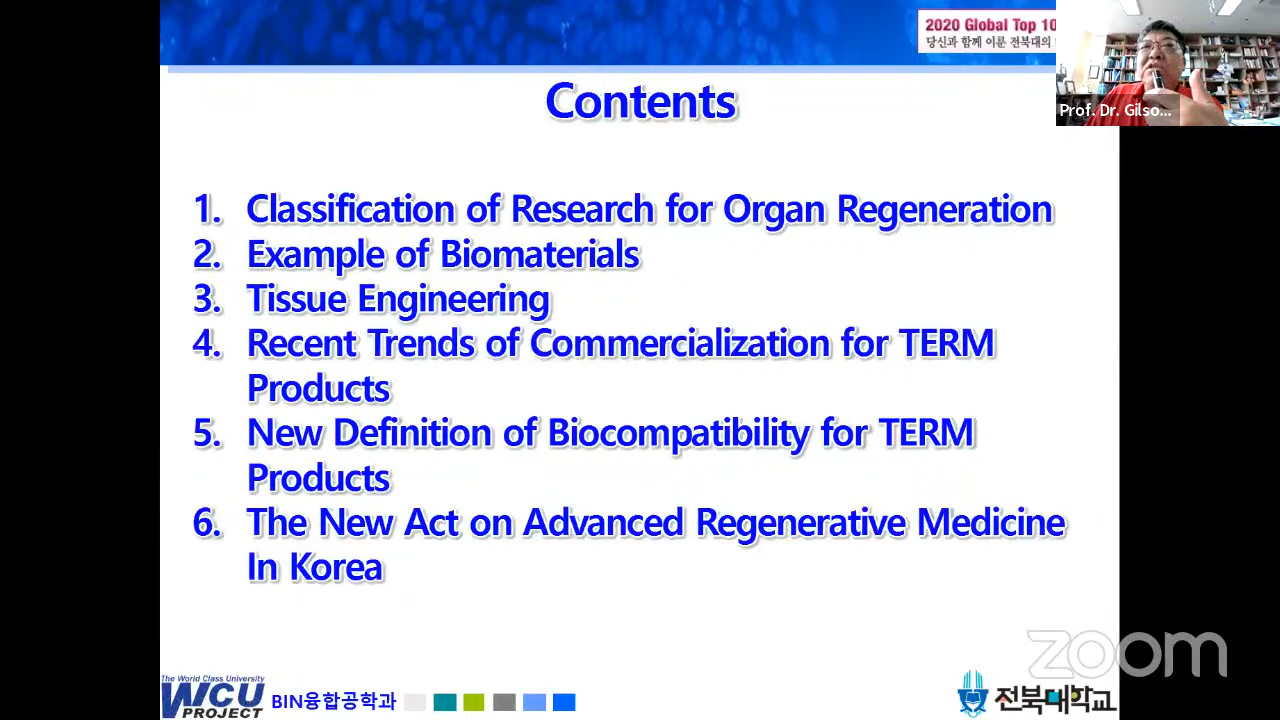 2020 Global Top 10
당신과 함께 이룬 전북대의
Prof. Dr. Gilso...
Contents
1. Classification of Research for Organ Regeneration
2. Example of Biomaterials
3. Tissue Engineering
4. Recent Trends of Commercialization for TERM
Products
5. New Definition of Biocompatibility for TERM
Products
6. The New Act on Advanced Regenerative Medicine
In Korea
zoom
The World Class University
WCU
PROJECT
BIN융합공학과
전북대학교